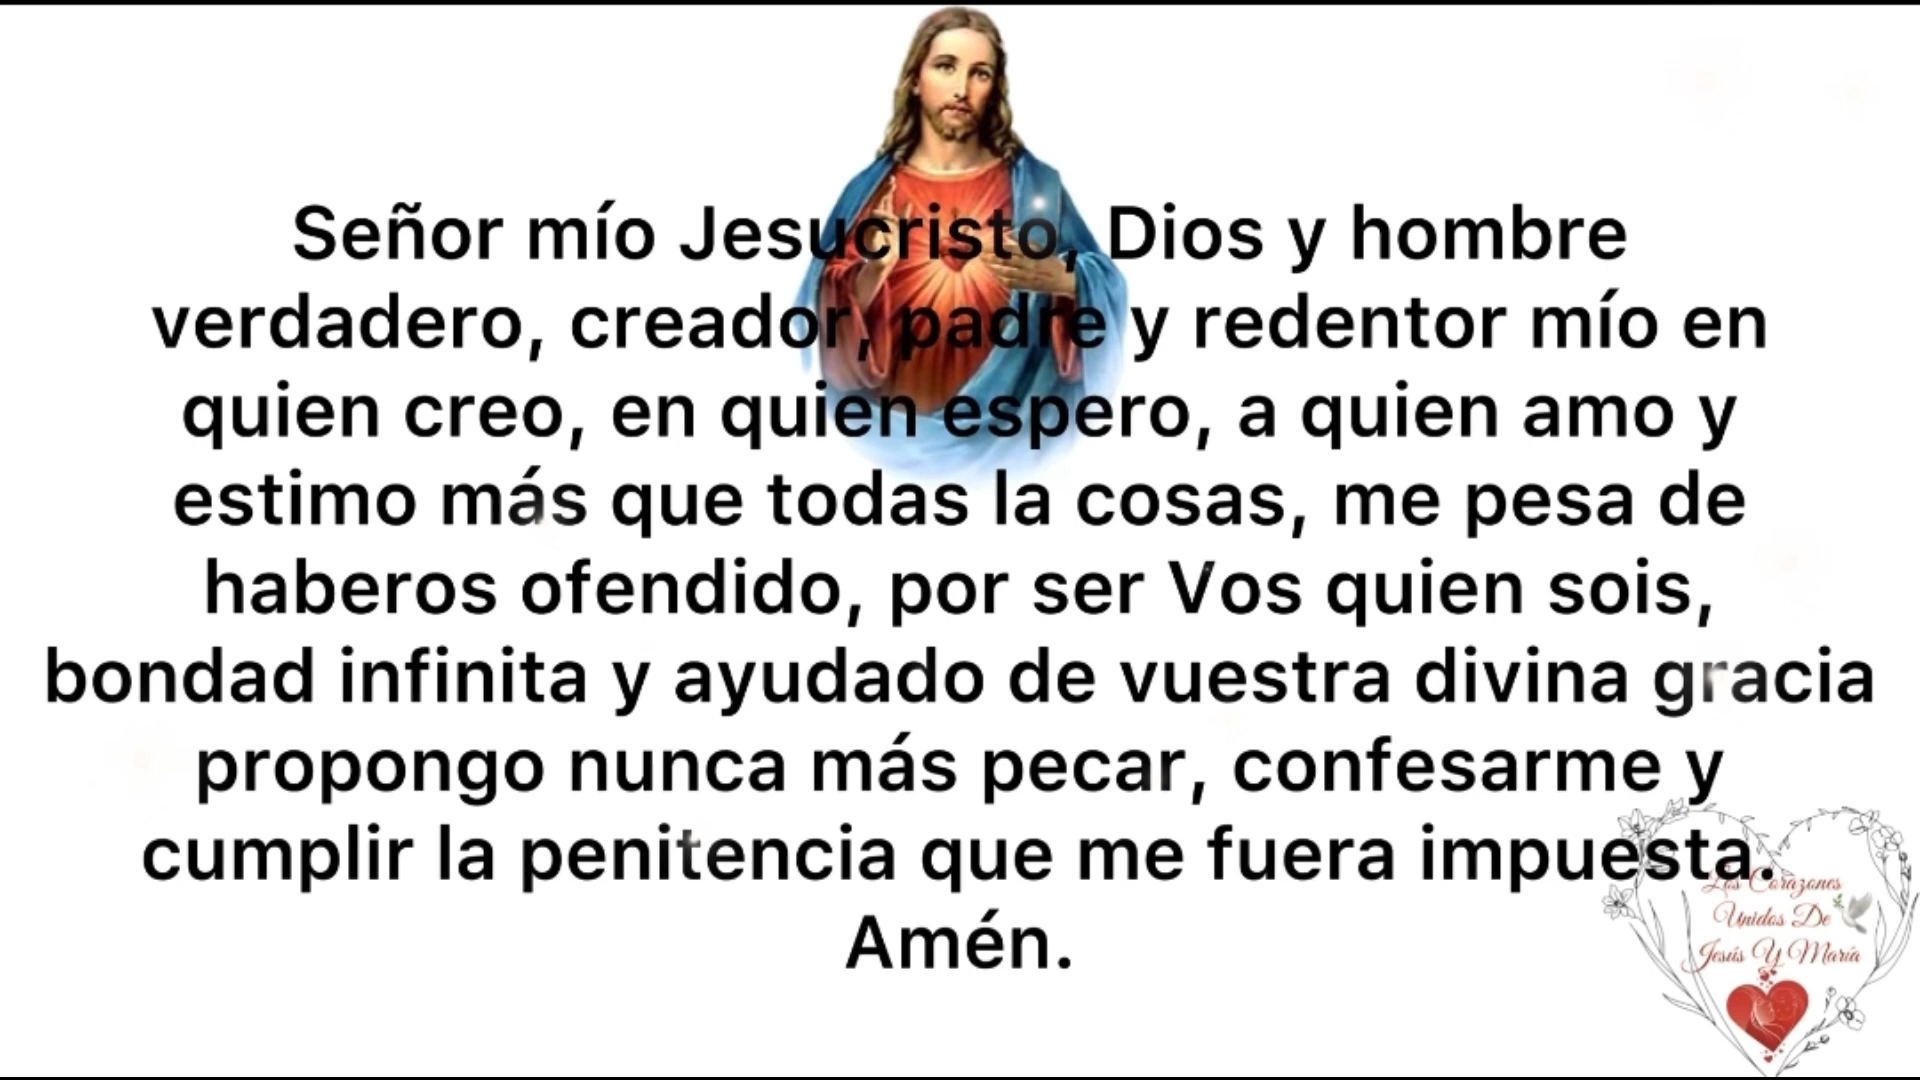 Señor mío Jesucristo, Dios y hombre
verdadero, creador, padre y redentor mío en
quien creo, en quien espero, a quien amo y
estimo más que todas la cosas, me pesa de
haberos ofendido, por ser Vos quien sois,
bondad infinita y ayudado de vuestra divina gracia
propongo nunca más pecar, confesarme y
cumplir la penitencia que me fuera impuesta.
Amén.
Los Corazones
Unidos De
Jesús Y María